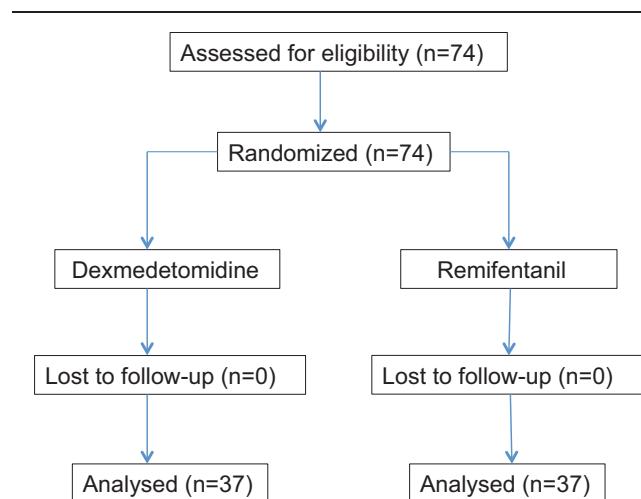 Assessed for eligibility (n=74)
Randomized (n=74)
Dexmedetomidine
Remifentanil
Lost to follow-up (n=0)
Lost to follow-up (n=0)
Analysed (n=37)
Analysed (n=37)